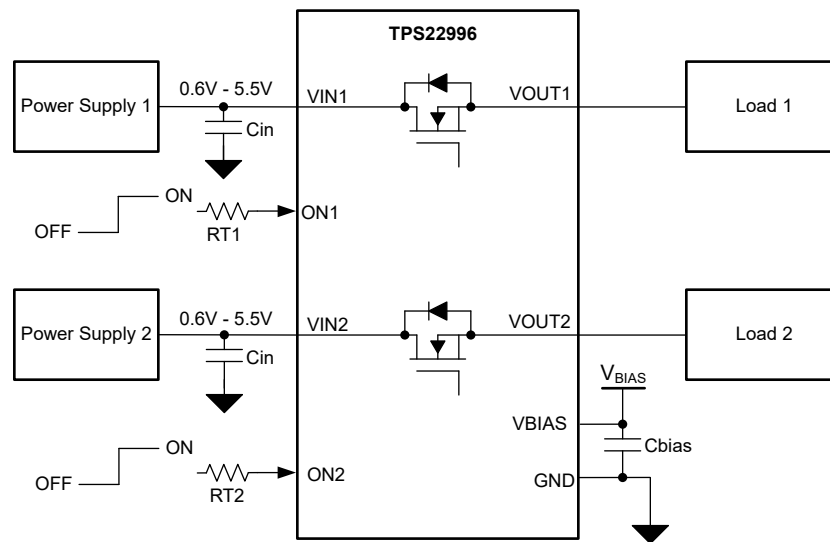 TPS22996
Power Supply 1
0.6V - 5.5V
Cin
VIN1
VOUT1
Load 1
OFF
ON
RT1
ON1
Power Supply 2
0.6V - 5.5V
Cin
VIN2
VOUT2
Load 2
VBIAS
VBIAS
Cbias
GND
OFF
ON
RT2
ON2